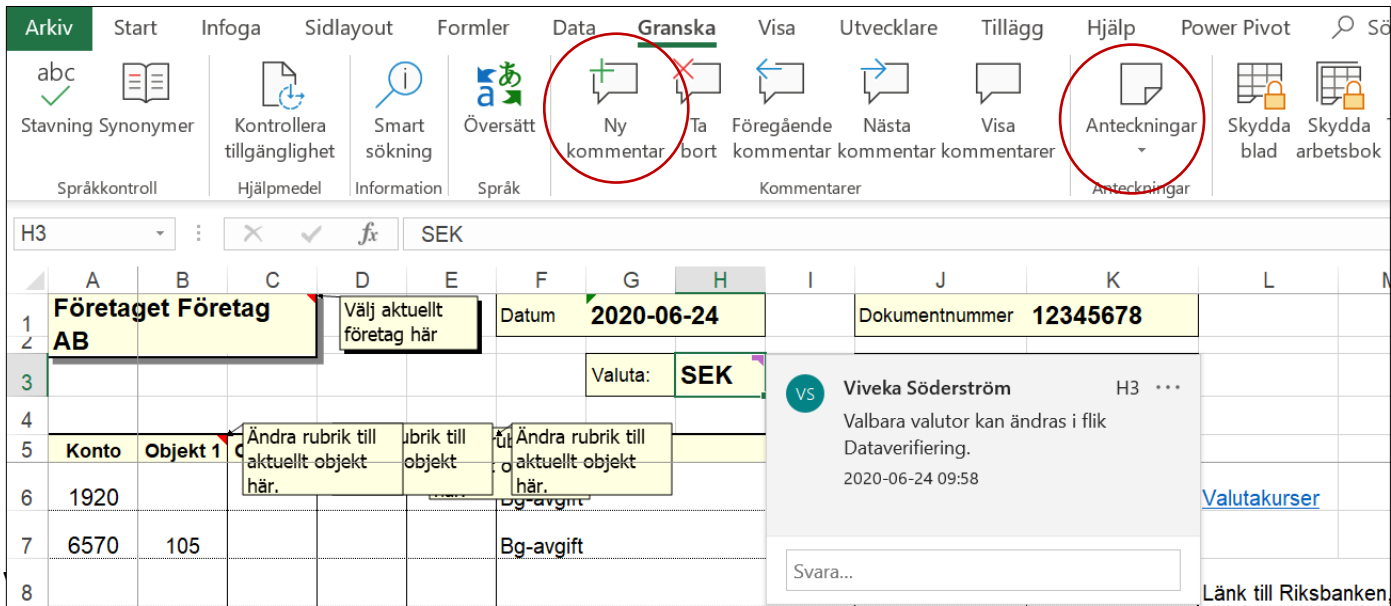 Arkiv Start Infoga Sidlayout Formler Data Granska Visa Utvecklare Tillägg Hjälp Power Pivot Sö
abc
Stavning Synonymer Kontrollera tillgänglighet Smart sökning Översätt Ny kommentar Ta bort Föregående kommentar Nästa kommentar Visa kommentarer Anteckningar Skydda blad Skydda arbetsbok
Språkkontroll Hjälpmedel Information Språk Kommentarer Anteckningar
H3 fx SEK
A B C D E F G H I J K L M
1 Företaget Företag
2 AB
Välj aktuellt
företag här
Datum 2020-06-24 Dokumentnummer 12345678
3 Valuta: SEK
VS Viveka Söderström H3 ...
Valbara valutor kan ändras i flik
Dataverifiering.
2020-06-24 09:58
Svara...
4
5 Konto Objekt 1
Ändra rubrik till
aktuellt objekt
här.
ubrik till
objekt
Ändra rubrik till
aktuellt objekt
här.
6 1920 Bg-avgift Valutakurser
7 6570 105 Bg-avgift
8 Länk till Riksbanken,